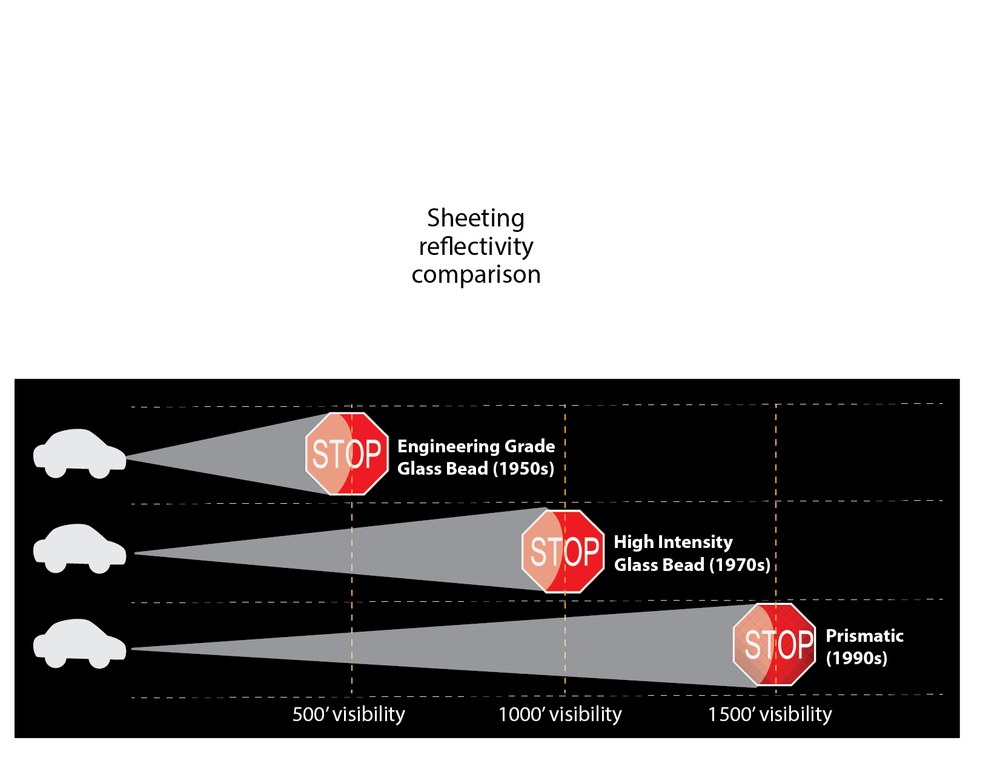 Sheeting
reflectivity
comparison
STOP
Engineering Grade
Glass Bead (1950s)
STOP
High Intensity
Glass Bead (1970s)
STOP
Prismatic
(1990s)
500’ visibility
1000’ visibility
1500’ visibility